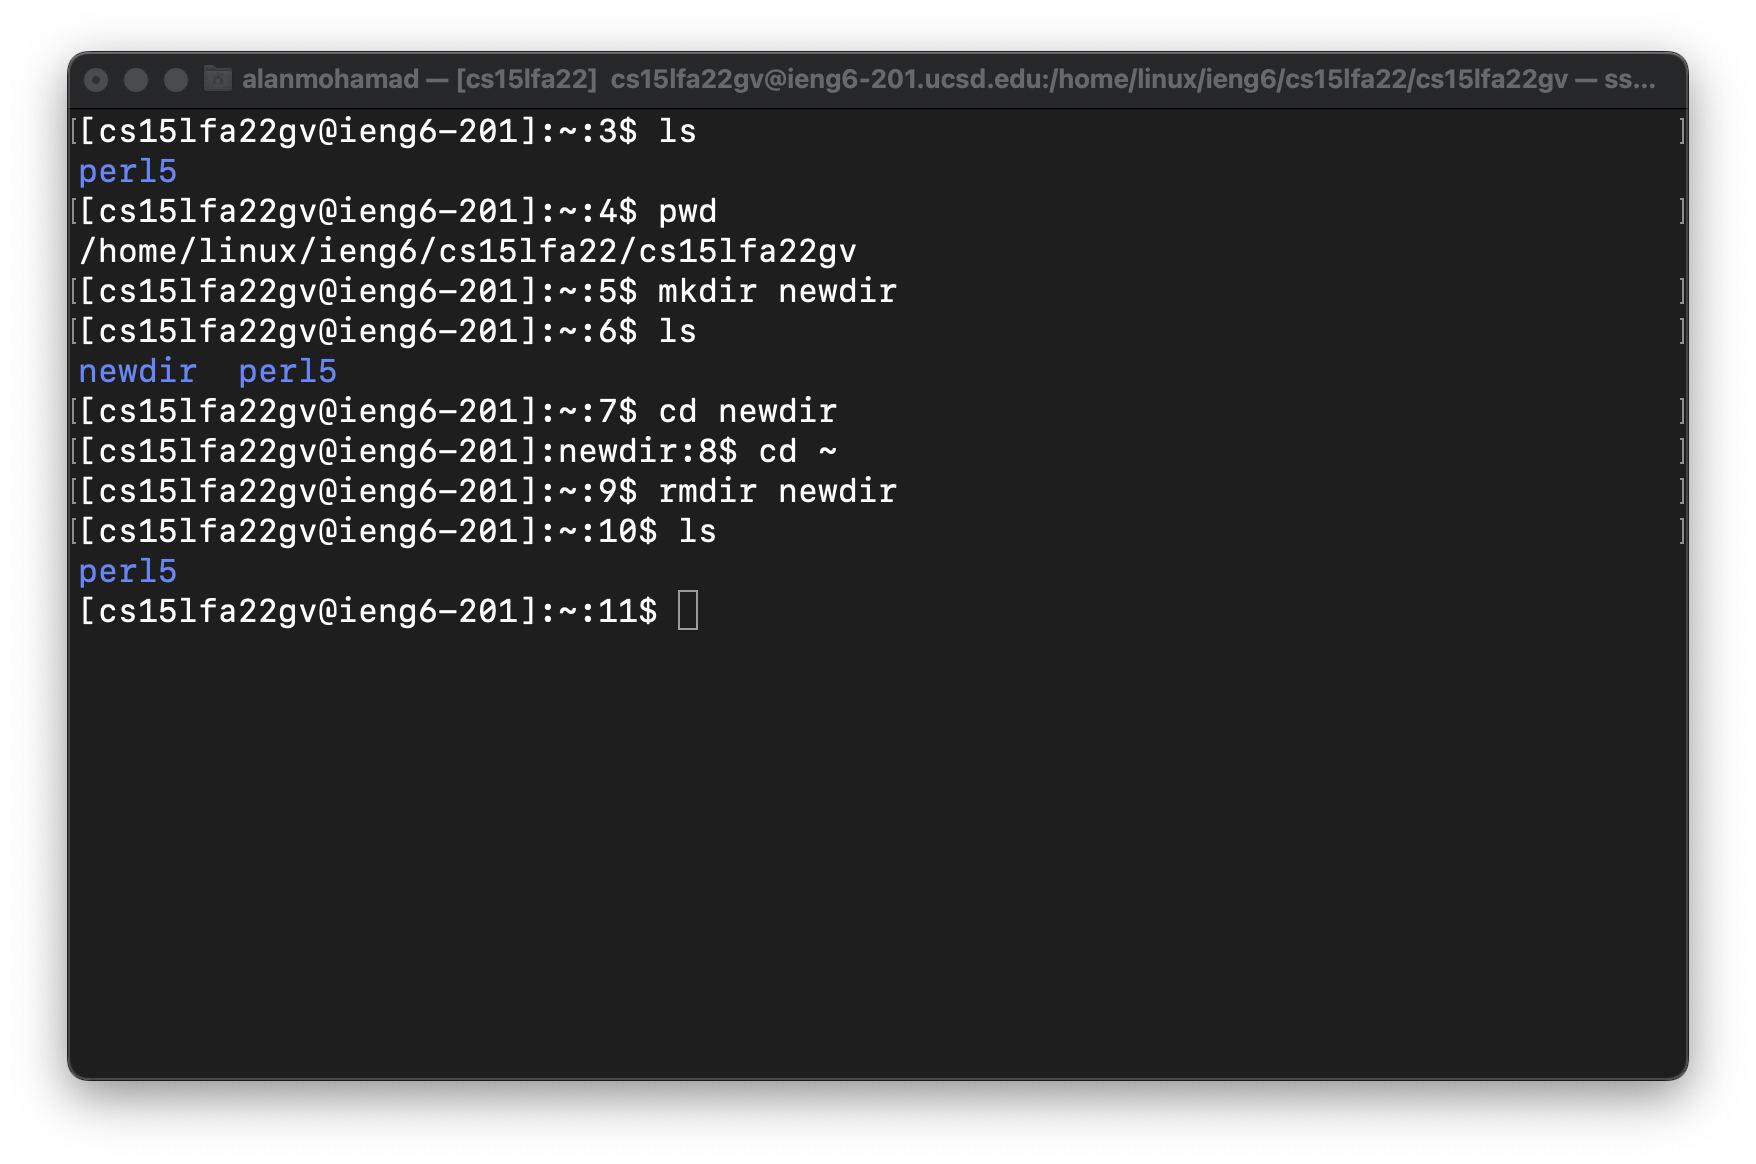 alanmohamad — [cs15lfa22] cs15lfa22gv@ieng6-201.ucsd.edu:/home/linux/ieng6/cs15lfa22/cs15lfa22gv — ss...
[[cs15lfa22gv@ieng6-201]:~:3$ ls ]
perl5
[[cs15lfa22gv@ieng6-201]:~:4$ pwd ]
/home/linux/ieng6/cs15lfa22/cs15lfa22gv
[[cs15lfa22gv@ieng6-201]:~:5$ mkdir newdir ]
[[cs15lfa22gv@ieng6-201]:~:6$ ls ]
newdir  perl5
[[cs15lfa22gv@ieng6-201]:~:7$ cd newdir ]
[[cs15lfa22gv@ieng6-201]:newdir:8$ cd ~ ]
[[cs15lfa22gv@ieng6-201]:~:9$ rmdir newdir ]
[[cs15lfa22gv@ieng6-201]:~:10$ ls ]
perl5
[cs15lfa22gv@ieng6-201]:~:11$